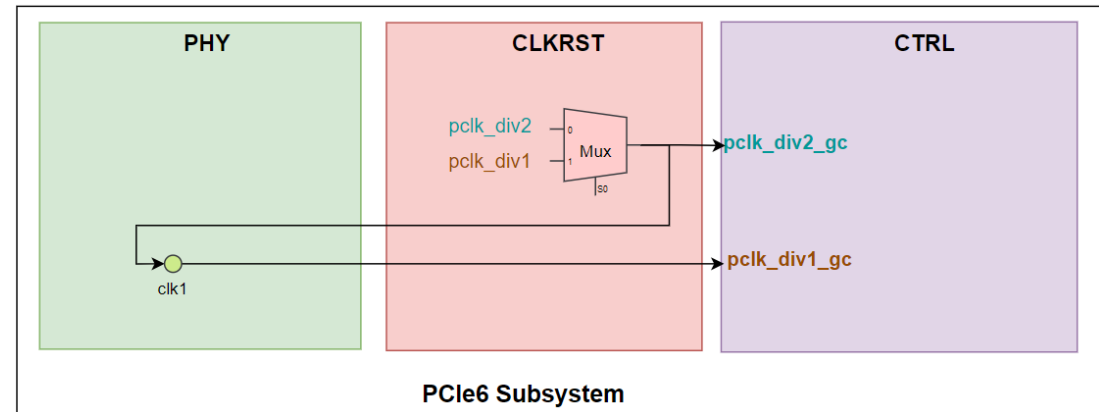 PHY
CLKRST
CTRL
pclk_div2
0
Mux
pclk_div2_gc
pclk_div1
1
S0
pclk_div1_gc
clk1
PCIe6 Subsystem